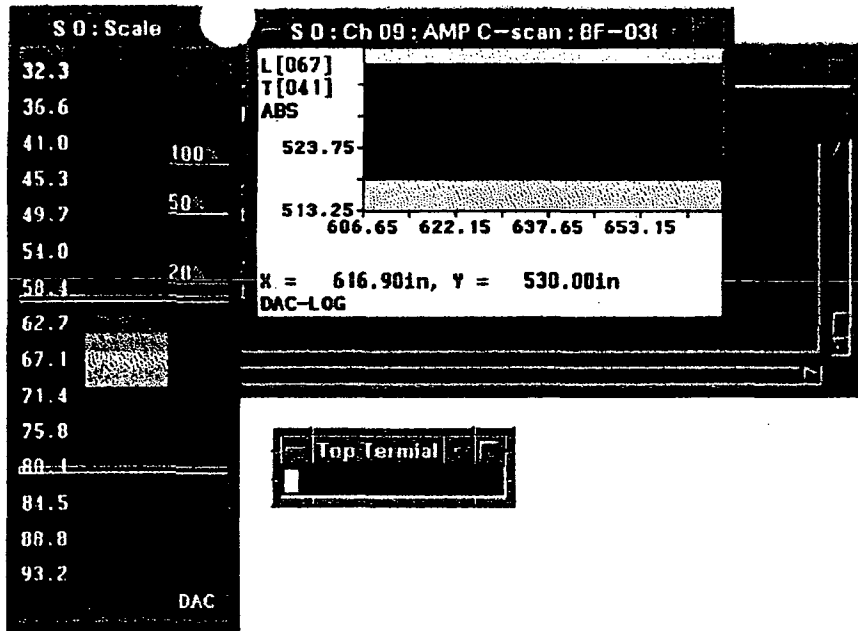 S 0 : Scale
32.3
36.6
41.0
45.3
49.7
54.0
58.4
62.7
67.1
71.4
75.8
80.1
84.5
88.8
93.2
100%
50%
20%
DAC
S 0 : Ch 09 : AMP C-scan : BF-03
L[067]
T[041]
ABS
523.75
513.25
606.65 622.15 637.65 653.15
X = 616.90in, Y = 530.00in
DAC-LOG
Top Termial